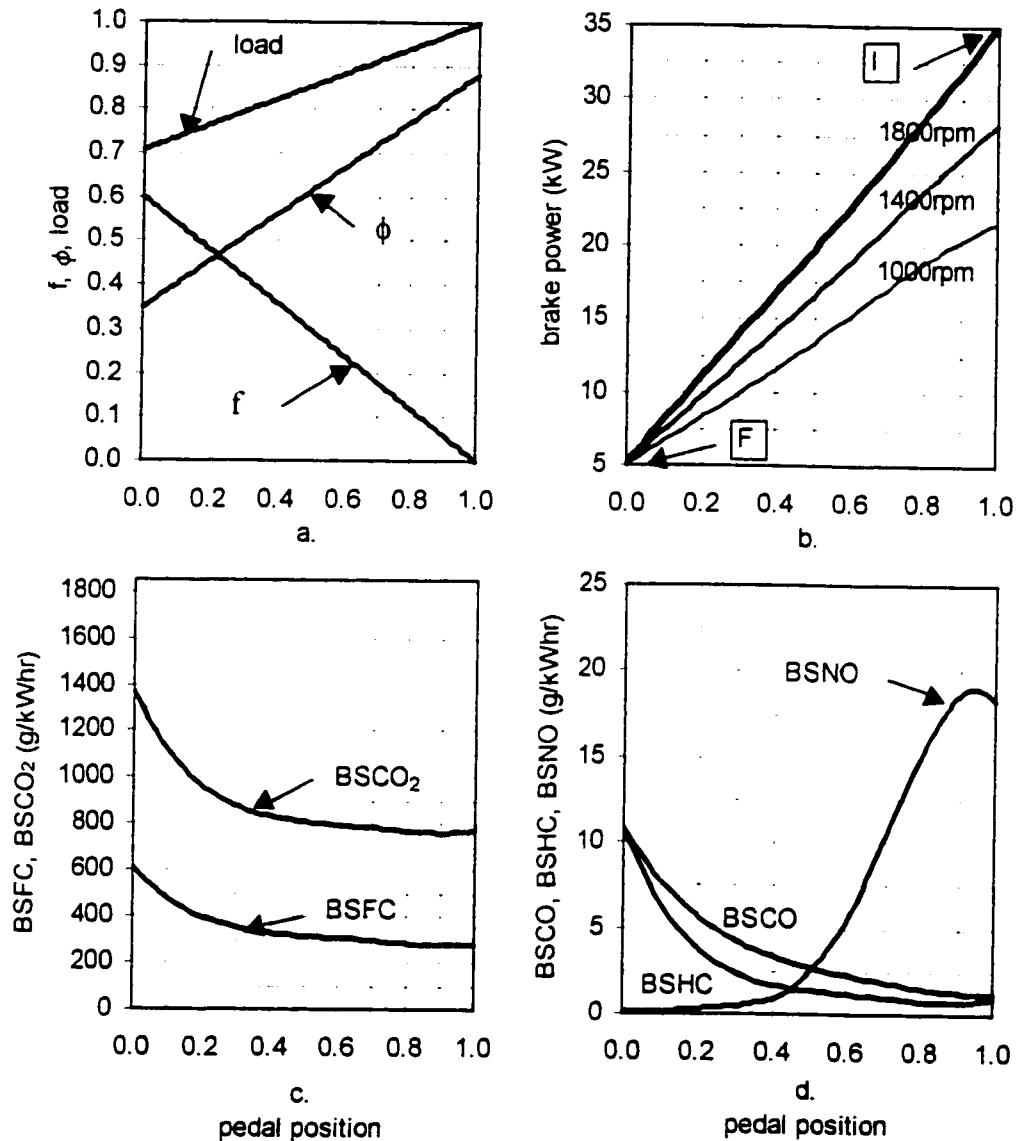 1.0
0.9
0.8
0.7
0.6
0.5
0.4
0.3
0.2
0.1
0.0
f, ϕ, load
load
ϕ
f
0.0 0.2 0.4 0.6 0.8 1.0
a.
35
30
25
20
15
10
5
brake power (kW)
I
1800rpm
1400rpm
1000rpm
F
0.0 0.2 0.4 0.6 0.8 1.0
b.
1800
1600
1400
1200
1000
800
600
400
200
0
BSFC, BSCO₂ (g/kWhr)
BSCO₂
BSFC
0.0 0.2 0.4 0.6 0.8 1.0
c.
pedal position
25
20
15
10
5
0
BSCO, BSHC, BSNO (g/kWhr)
BSNO
BSCO
BSHC
0.0 0.2 0.4 0.6 0.8 1.0
d.
pedal position